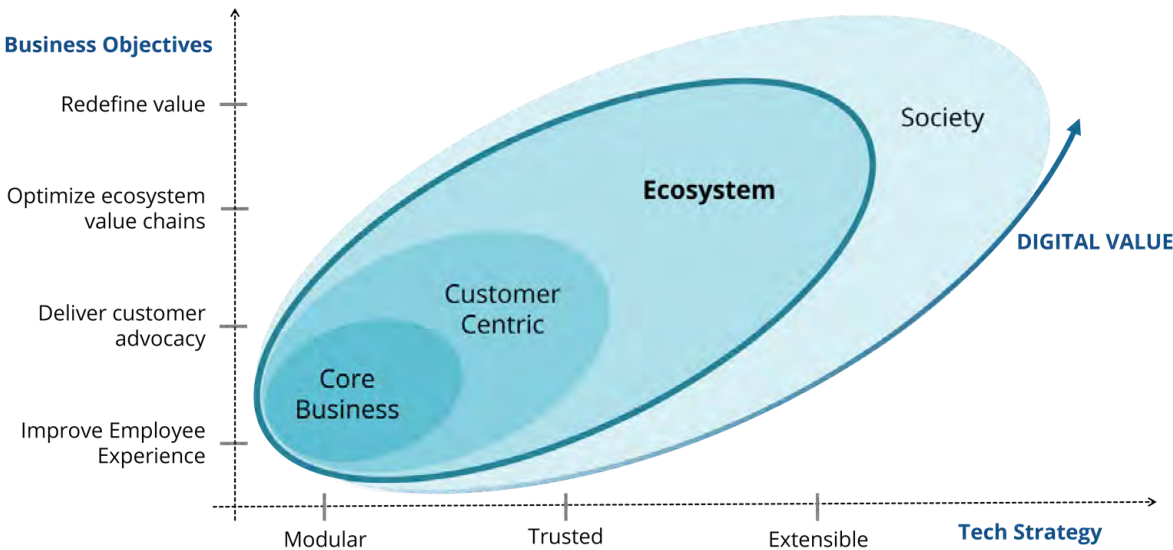 Business Objectives
Redefine value
Optimize ecosystem
value chains
Deliver customer
advocacy
Improve Employee
Experience
Society
Ecosystem
DIGITAL VALUE
Customer
Centric
Core
Business
Modular
Trusted
Extensible
Tech Strategy